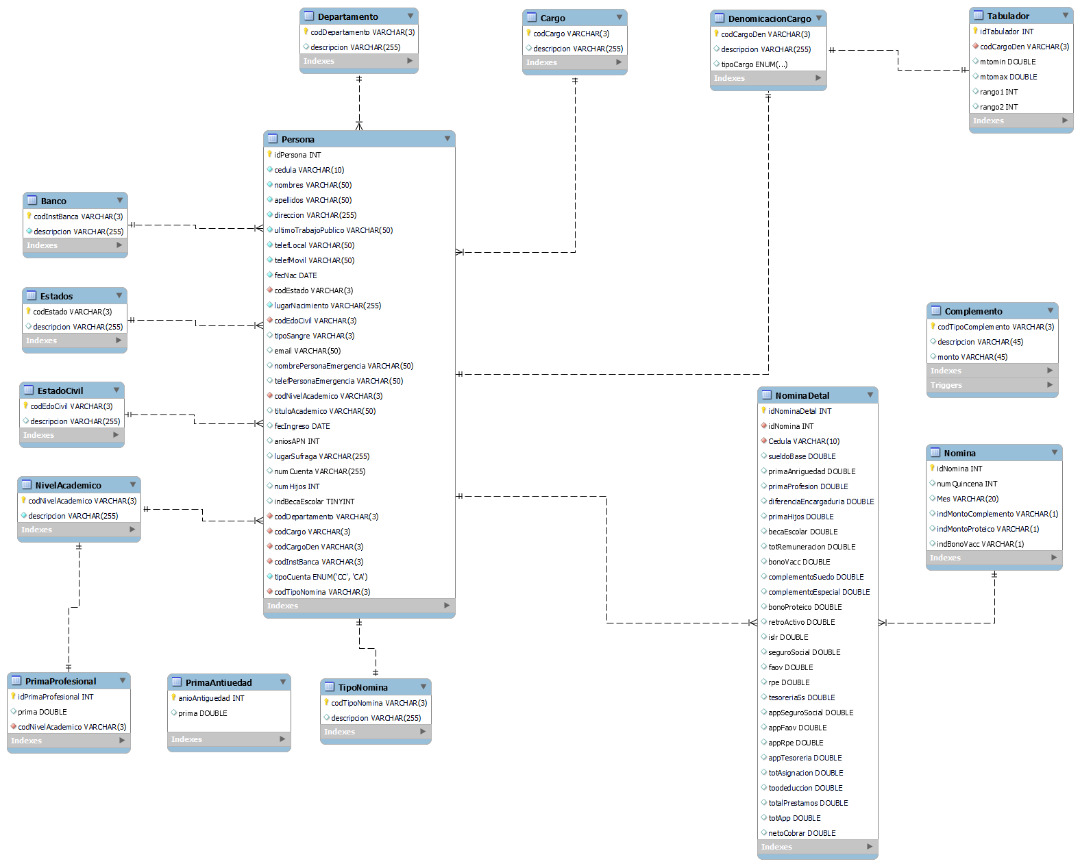 Departamento
codDepartamento VARCHAR(3)
descripcion VARCHAR(255)
Indexes
Cargo
codCargo VARCHAR(3)
descripcion VARCHAR(255)
Indexes
DenomicacionCargo
codCargoDen VARCHAR(3)
descripcion VARCHAR(255)
tipoCargo ENUM(...)
Indexes
Tabulador
idTabulador INT
codCargoDen VARCHAR(3)
mtomin DOUBLE
mtomax DOUBLE
rango1 INT
rango2 INT
Indexes
Persona
idPersona INT
cedula VARCHAR(10)
nombres VARCHAR(50)
apellidos VARCHAR(50)
direccion VARCHAR(255)
ultimoTrabajoPublico VARCHAR(50)
telefLocal VARCHAR(50)
telefMovil VARCHAR(50)
fecNac DATE
codEstado VARCHAR(3)
lugarNacimiento VARCHAR(255)
codEdoCivil VARCHAR(3)
tipoSangre VARCHAR(3)
email VARCHAR(50)
nombrePersonaEmergencia VARCHAR(50)
telefPersonaEmergencia VARCHAR(50)
codNivelAcademico VARCHAR(3)
tituloAcademico VARCHAR(50)
fecIngreso DATE
aniosAPN INT
lugarSufraga VARCHAR(255)
numCuenta VARCHAR(255)
numHijos INT
indBecaEscolar TINYINT
codDepartamento VARCHAR(3)
codCargo VARCHAR(3)
codCargoDen VARCHAR(3)
codInstBanca VARCHAR(3)
tipoCuenta ENUM('CC', 'CA')
codTipoNomina VARCHAR(3)
Indexes
Banco
codInstBanca VARCHAR(3)
descripcion VARCHAR(255)
Indexes
Estados
codEstado VARCHAR(3)
descripcion VARCHAR(255)
Indexes
EstadoCivil
codEdoCivil VARCHAR(3)
descripcion VARCHAR(255)
Indexes
NivelAcademico
codNivelAcademico VARCHAR(3)
descripcion VARCHAR(255)
Indexes
Complemento
codTipoComplemento VARCHAR(3)
descripcion VARCHAR(45)
monto VARCHAR(45)
Indexes
Triggers
NominaDetal
idNominaDetal INT
idNomina INT
Cedula VARCHAR(10)
sueldoBase DOUBLE
primaAnriguedad DOUBLE
primaProfesion DOUBLE
diferenciaEncargaduria DOUBLE
primaHijos DOUBLE
becaEscolar DOUBLE
totRemuneracion DOUBLE
bonoVacc DOUBLE
complementoSuedo DOUBLE
complementoEspecial DOUBLE
bonoProteico DOUBLE
retroActivo DOUBLE
islr DOUBLE
seguroSocial DOUBLE
faov DOUBLE
rpe DOUBLE
tesoreriaSs DOUBLE
appSeguroSocial DOUBLE
appFaov DOUBLE
appRpe DOUBLE
appTesoreria DOUBLE
totAsignacion DOUBLE
toodeduccion DOUBLE
totalPrestamos DOUBLE
totApp DOUBLE
netoCobrar DOUBLE
Indexes
Nomina
idNomina INT
numQuincena INT
Mes VARCHAR(20)
indMontoComplemento VARCHAR(1)
indMontoProteico VARCHAR(1)
indBonoVacc VARCHAR(1)
Indexes
PrimaProfesional
idPrimaProfesional INT
prima DOUBLE
codNivelAcademico VARCHAR(3)
Indexes
PrimaAntiuedad
anioAntiguedad INT
prima DOUBLE
Indexes
TipoNomina
codTipoNomina VARCHAR(3)
descripcion VARCHAR(255)
Indexes